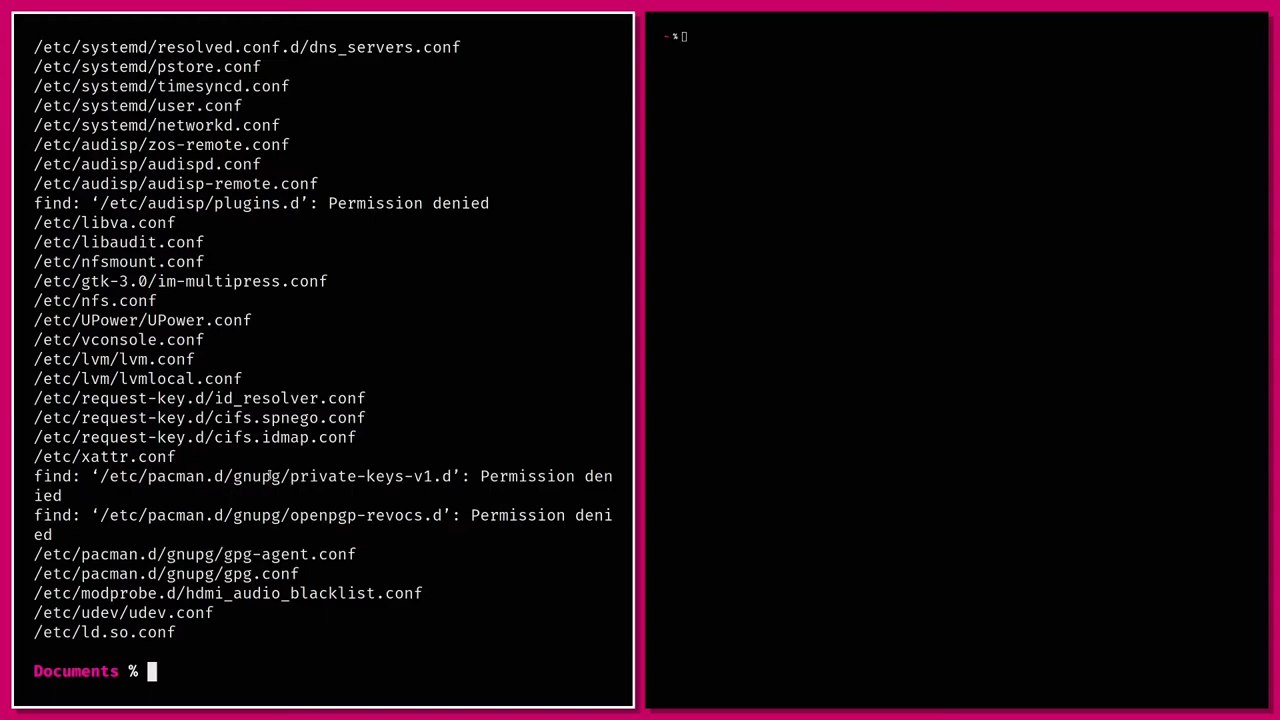 /etc/systemd/resolved.conf.d/dns_servers.conf
/etc/systemd/pstore.conf
/etc/systemd/timesyncd.conf
/etc/systemd/user.conf
/etc/systemd/networkd.conf
/etc/audisp/zos-remote.conf
/etc/audisp/audispd.conf
/etc/audisp/audisp-remote.conf
find: ‘/etc/audisp/plugins.d’: Permission denied
/etc/libva.conf
/etc/libaudit.conf
/etc/nfsmount.conf
/etc/gtk-3.0/im-multipress.conf
/etc/nfs.conf
/etc/UPower/UPower.conf
/etc/vconsole.conf
/etc/lvm/lvm.conf
/etc/lvm/lvmlocal.conf
/etc/request-key.d/id_resolver.conf
/etc/request-key.d/cifs.spnego.conf
/etc/request-key.d/cifs.idmap.conf
/etc/xattr.conf
find: ‘/etc/pacman.d/gnupg/private-keys-v1.d’: Permission den
ied
find: ‘/etc/pacman.d/gnupg/openpgp-revocs.d’: Permission deni
ed
/etc/pacman.d/gnupg/gpg-agent.conf
/etc/pacman.d/gnupg/gpg.conf
/etc/modprobe.d/hdmi_audio_blacklist.conf
/etc/udev/udev.conf
/etc/ld.so.conf
Documents %
~ %